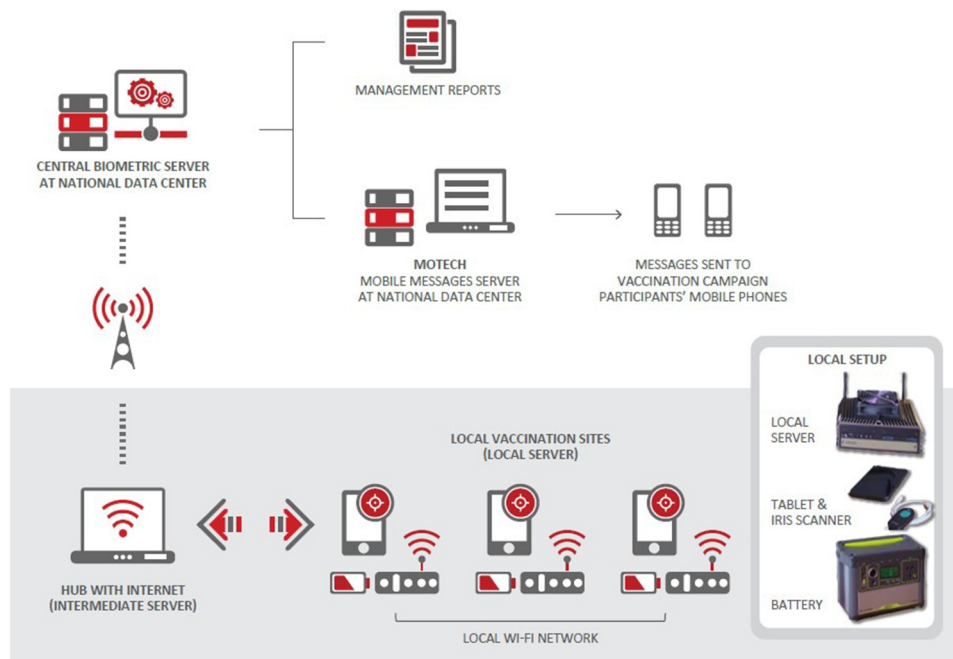 MANAGEMENT REPORTS
CENTRAL BIOMETRIC SERVER
AT NATIONAL DATA CENTER
MOTECH
MOBILE MESSAGES SERVER
AT NATIONAL DATA CENTER
MESSAGES SENT TO
VACCINATION CAMPAIGN
PARTICIPANTS' MOBILE PHONES
LOCAL SETUP
LOCAL
SERVER
TABLET &
IRIS SCANNER
BATTERY
LOCAL VACCINATION SITES
(LOCAL SERVER)
HUB WITH INTERNET
(INTERMEDIATE SERVER)
LOCAL WI-FI NETWORK